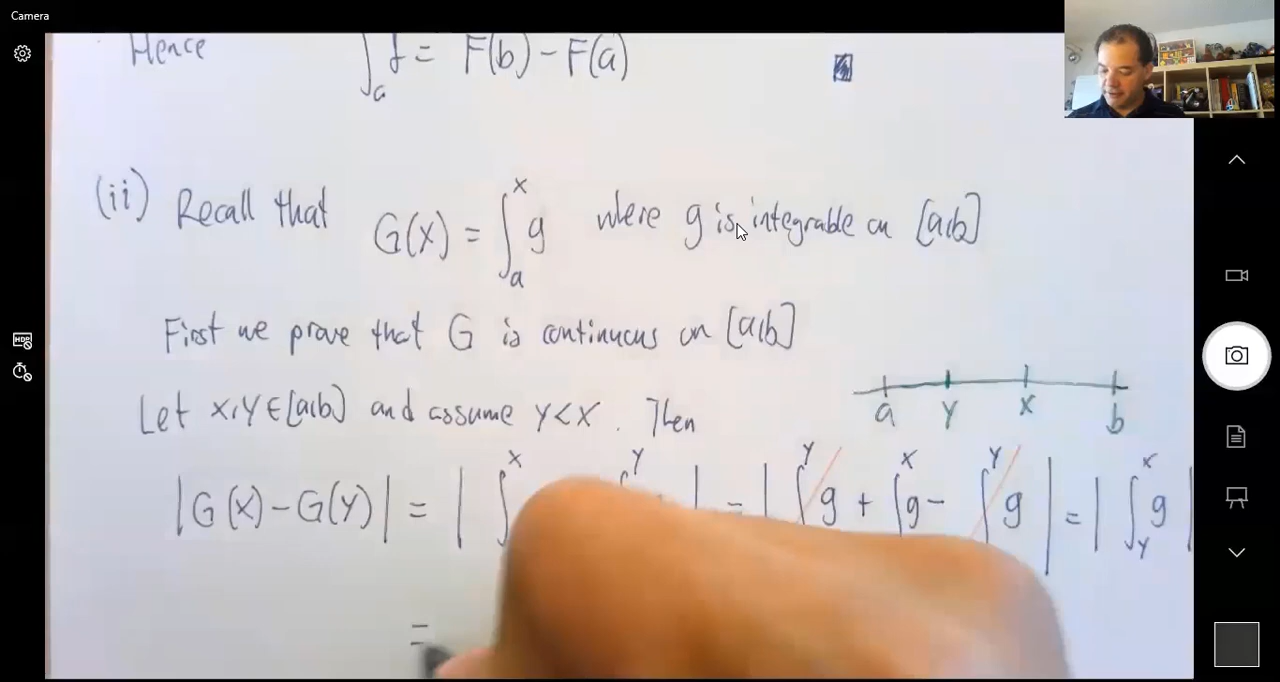 Camera
Hence ∫_a f = F(b) - F(a)
(ii) Recall that G(x) = ∫_a^x g where g is integrable on [a,b]
First we prove that G is continuous on [a,b]
Let x,y ∈ [a,b] and assume y < x. Then
a y x b
|G(x) - G(y)| = | ∫^x ∫^y | = | ∫^y g + ∫^x g - ∫^y g | = | ∫_y^x g |
=